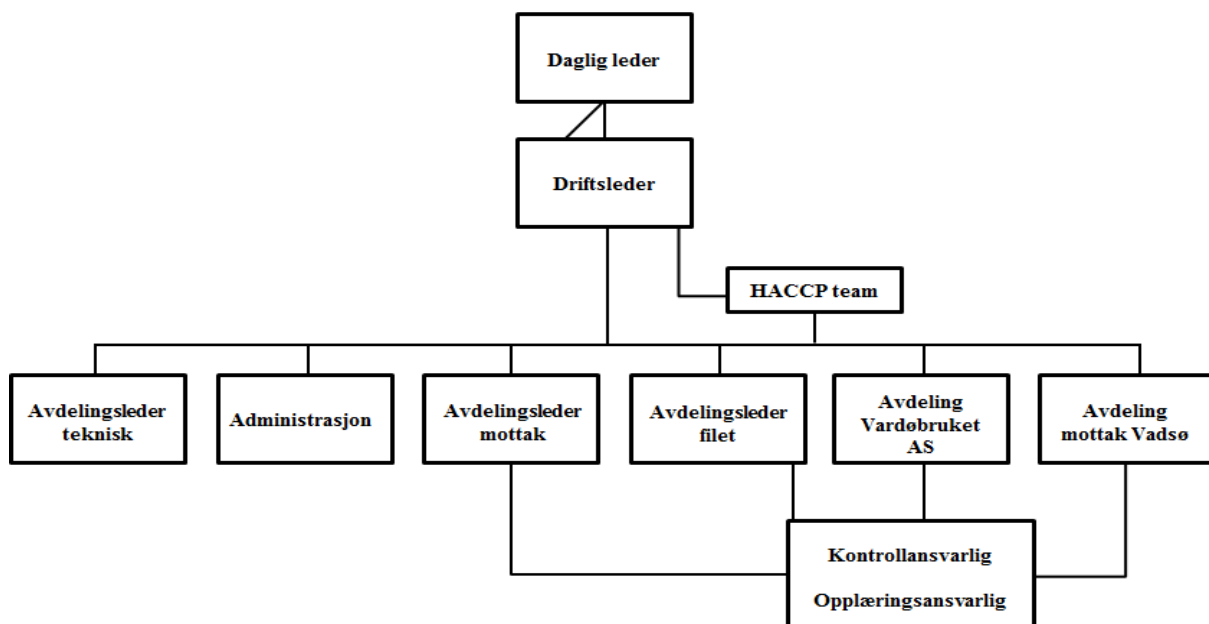 Daglig leder
Driftsleder
HACCP team
Avdelingsleder
teknisk
Administrasjon
Avdelingsleder
mottak
Avdelingsleder
filet
Avdeling
Vardøbruket
AS
Avdeling
mottak Vadsø
Kontrollansvarlig
Opplæringsansvarlig